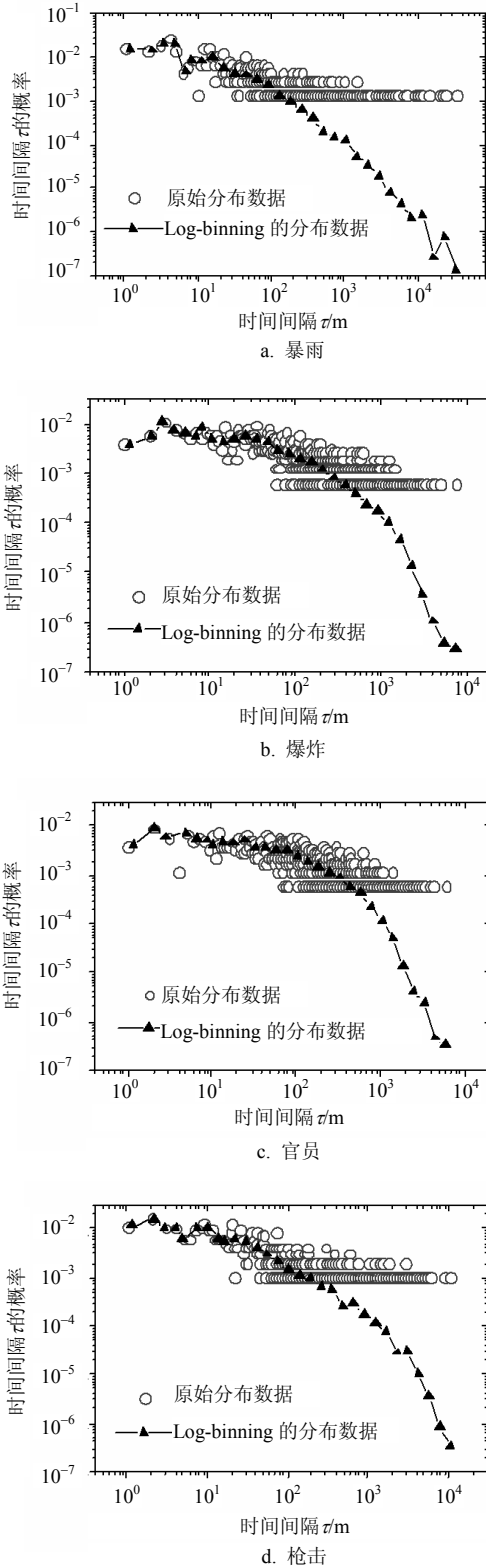 时间间隔τ的概率
10⁻¹
10⁻²
10⁻³
10⁻⁴
10⁻⁵
10⁻⁶
10⁻⁷
原始分布数据
Log-binning 的分布数据
10⁰ 10¹ 10² 10³ 10⁴
时间间隔τ/m
a. 暴雨
时间间隔τ的概率
10⁻²
10⁻³
10⁻⁴
10⁻⁵
10⁻⁶
10⁻⁷
原始分布数据
Log-binning 的分布数据
10⁰ 10¹ 10² 10³ 10⁴
时间间隔τ/m
b. 爆炸
时间间隔τ的概率
10⁻²
10⁻³
10⁻⁴
10⁻⁵
10⁻⁶
10⁻⁷
原始分布数据
Log-binning 的分布数据
10⁰ 10¹ 10² 10³ 10⁴
时间间隔τ/m
c. 官员
时间间隔τ的概率
10⁻²
10⁻³
10⁻⁴
10⁻⁵
10⁻⁶
10⁻⁷
原始分布数据
Log-binning 的分布数据
10⁰ 10¹ 10² 10³ 10⁴
时间间隔τ/m
d. 枪击